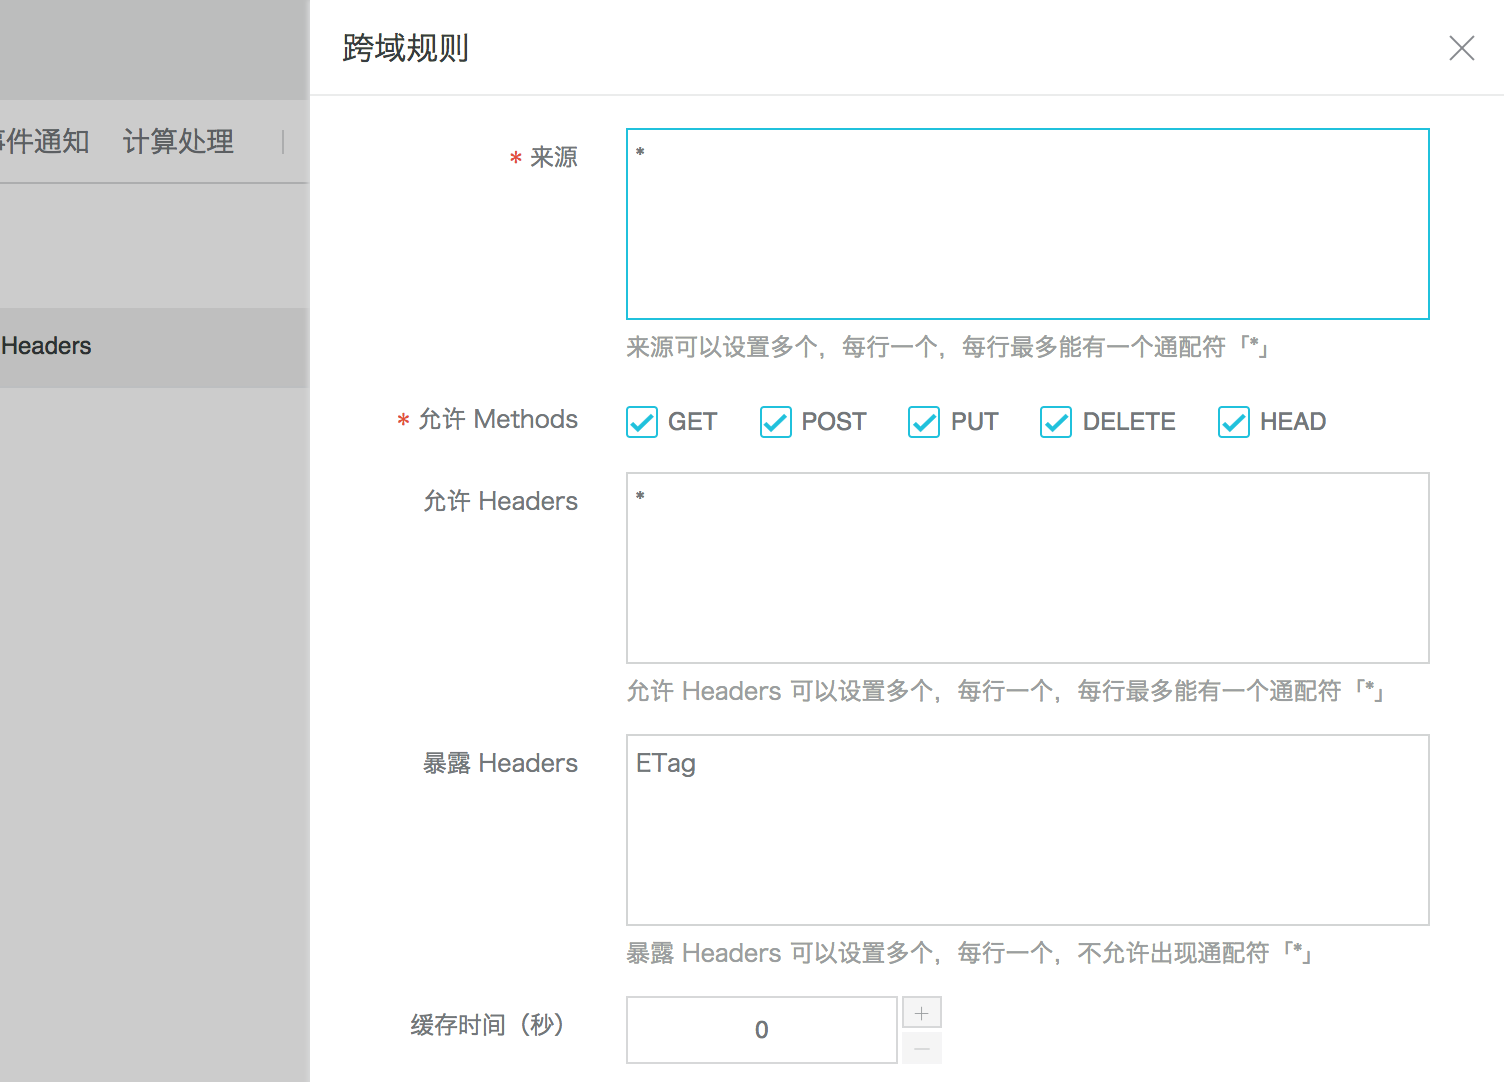 跨域规则
件通知 计算处理
Headers
* 来源
*
来源可以设置多个，每行一个，每行最多能有一个通配符「*」
* 允许 Methods
GET POST PUT DELETE HEAD
允许 Headers
*
允许 Headers 可以设置多个，每行一个，每行最多能有一个通配符「*」
暴露 Headers
ETag
暴露 Headers 可以设置多个，每行一个，不允许出现通配符「*」
缓存时间（秒）
0